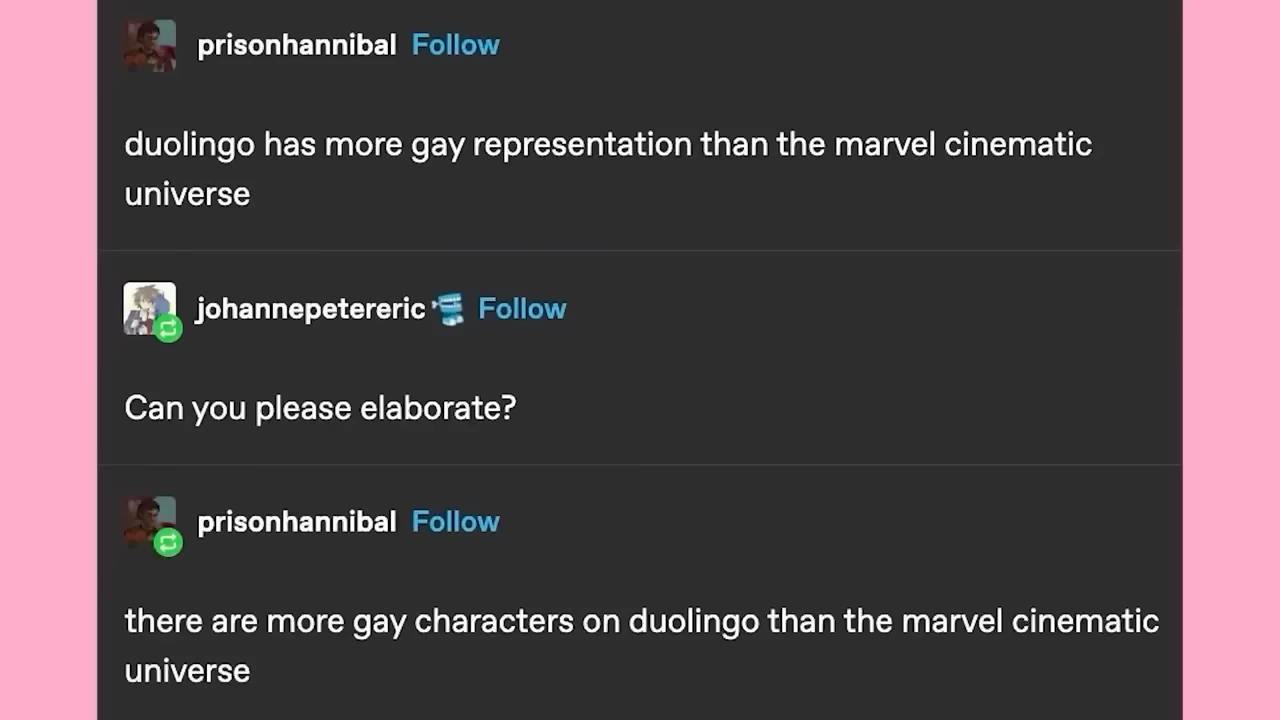 prisonhannibal Follow
duolingo has more gay representation than the marvel cinematic
universe
johannepetereric Follow
Can you please elaborate?
prisonhannibal Follow
there are more gay characters on duolingo than the marvel cinematic
universe